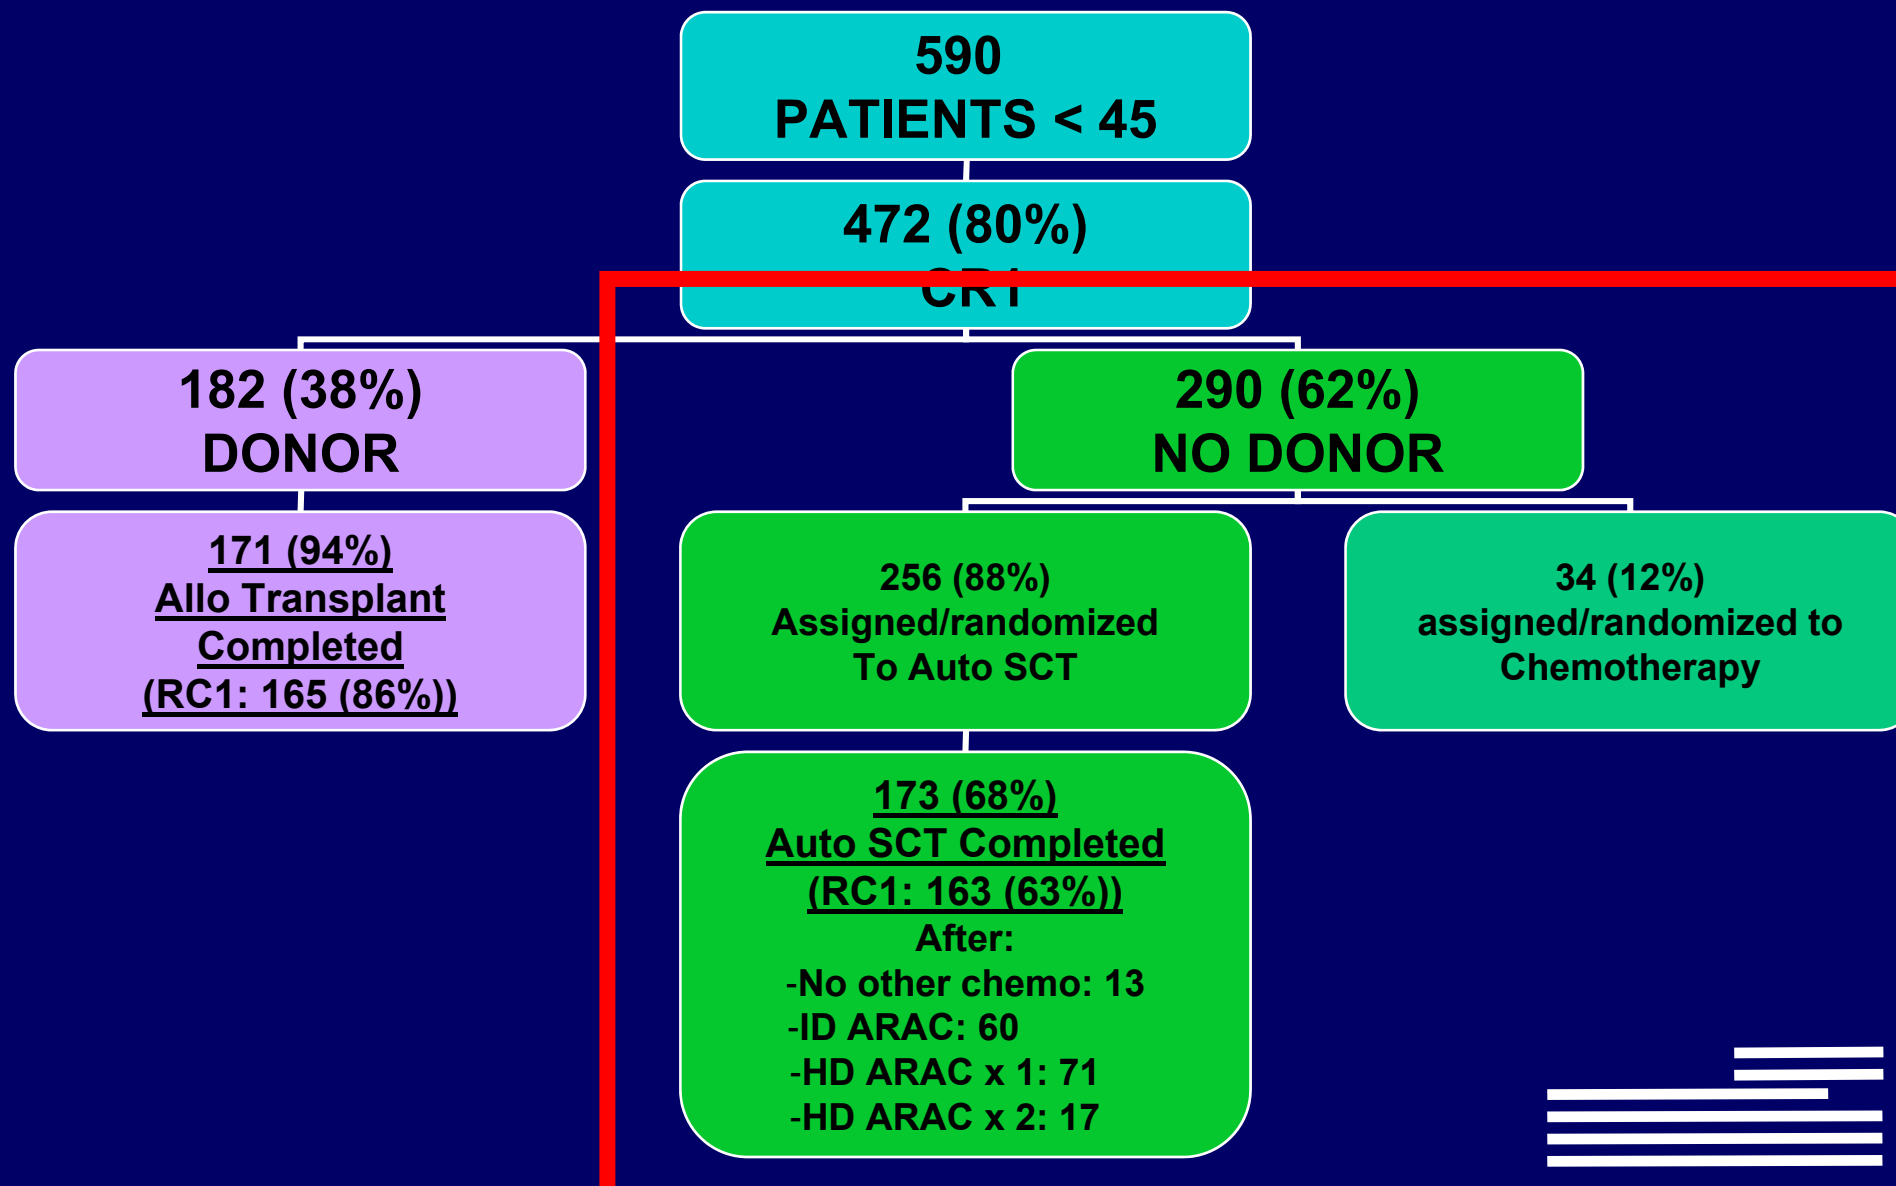 590
PATIENTS < 45
472 (80%)
CR1
182 (38%)
DONOR
290 (62%)
NO DONOR
171 (94%)
Allo Transplant
Completed
(RC1: 165 (86%))
256 (88%)
Assigned/randomized
To Auto SCT
34 (12%)
assigned/randomized to
Chemotherapy
173 (68%)
Auto SCT Completed
(RC1: 163 (63%))
After:
-No other chemo: 13
-ID ARAC: 60
-HD ARAC x 1: 71
-HD ARAC x 2: 17